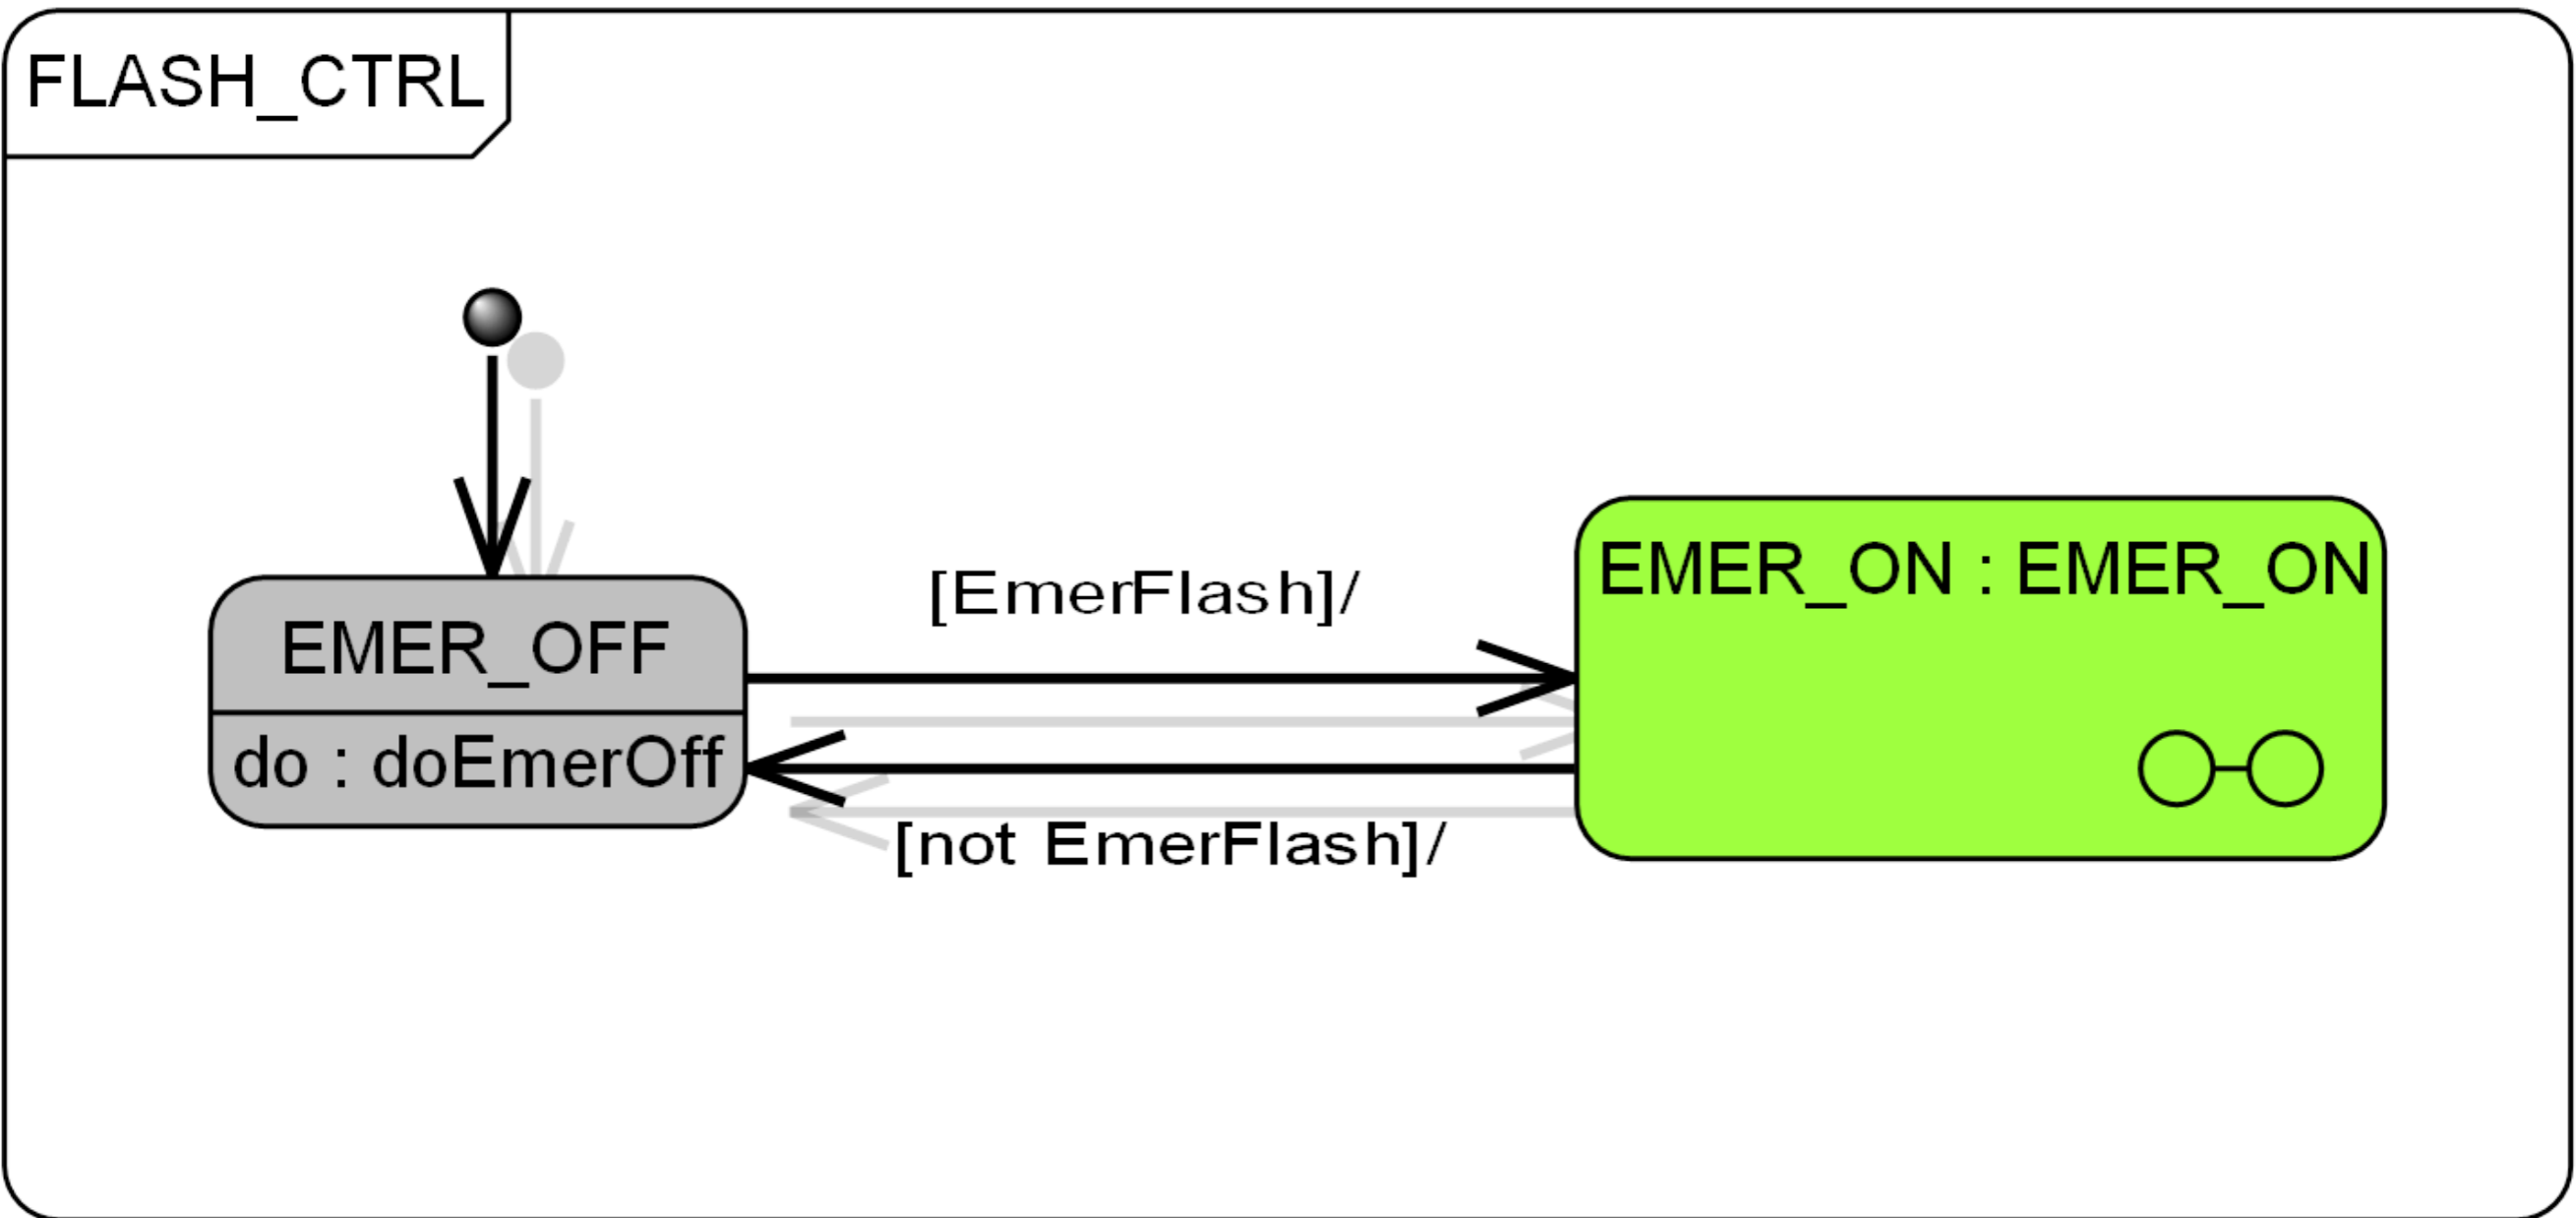 FLASH_CTRL
[EmerFlash]/
EMER_ON : EMER_ON
EMER_OFF
do : doEmerOff
[not EmerFlash]/